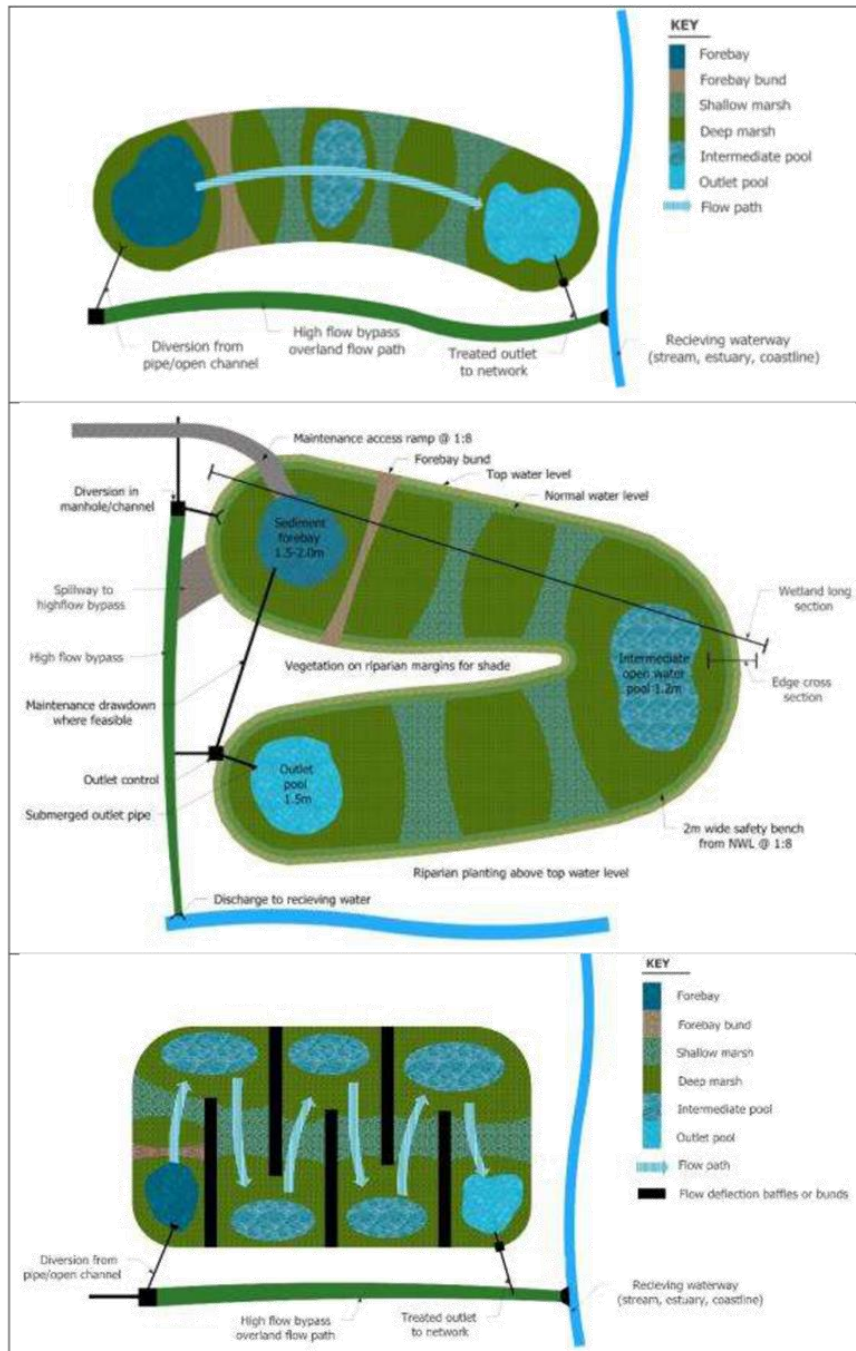 KEY
Forebay
Forebay bund
Shallow marsh
Deep marsh
Intermediate pool
Outlet pool
Flow path
Diversion from
pipe/open channel
High flow bypass
overland flow path
Treated outlet
to network
Recieving waterway
(stream, estuary, coastline)
Maintenance access ramp @ 1:8
Forebay bund
Top water level
Normal water level
Diversion in
manhole/channel
Sediment
forebay
1.5-2.0m
Spillway to
highflow bypass
Wetland long
section
High flow bypass
Vegetation on riparian margins for shade
Intermediate
open water
pool 1.2m
Edge cross
section
Maintenance drawdown
where feasible
Outlet control
Outlet
pool
1.5m
Submerged outlet pipe
2m wide safety bench
from NWL @ 1:8
Riparian planting above top water level
Discharge to recieving water
KEY
Forebay
Forebay bund
Shallow marsh
Deep marsh
Intermediate pool
Outlet pool
Flow path
Flow deflection baffles or bunds
Diversion from
pipe/open channel
High flow bypass
overland flow path
Treated outlet
to network
Recieving waterway
(stream, estuary, coastline)